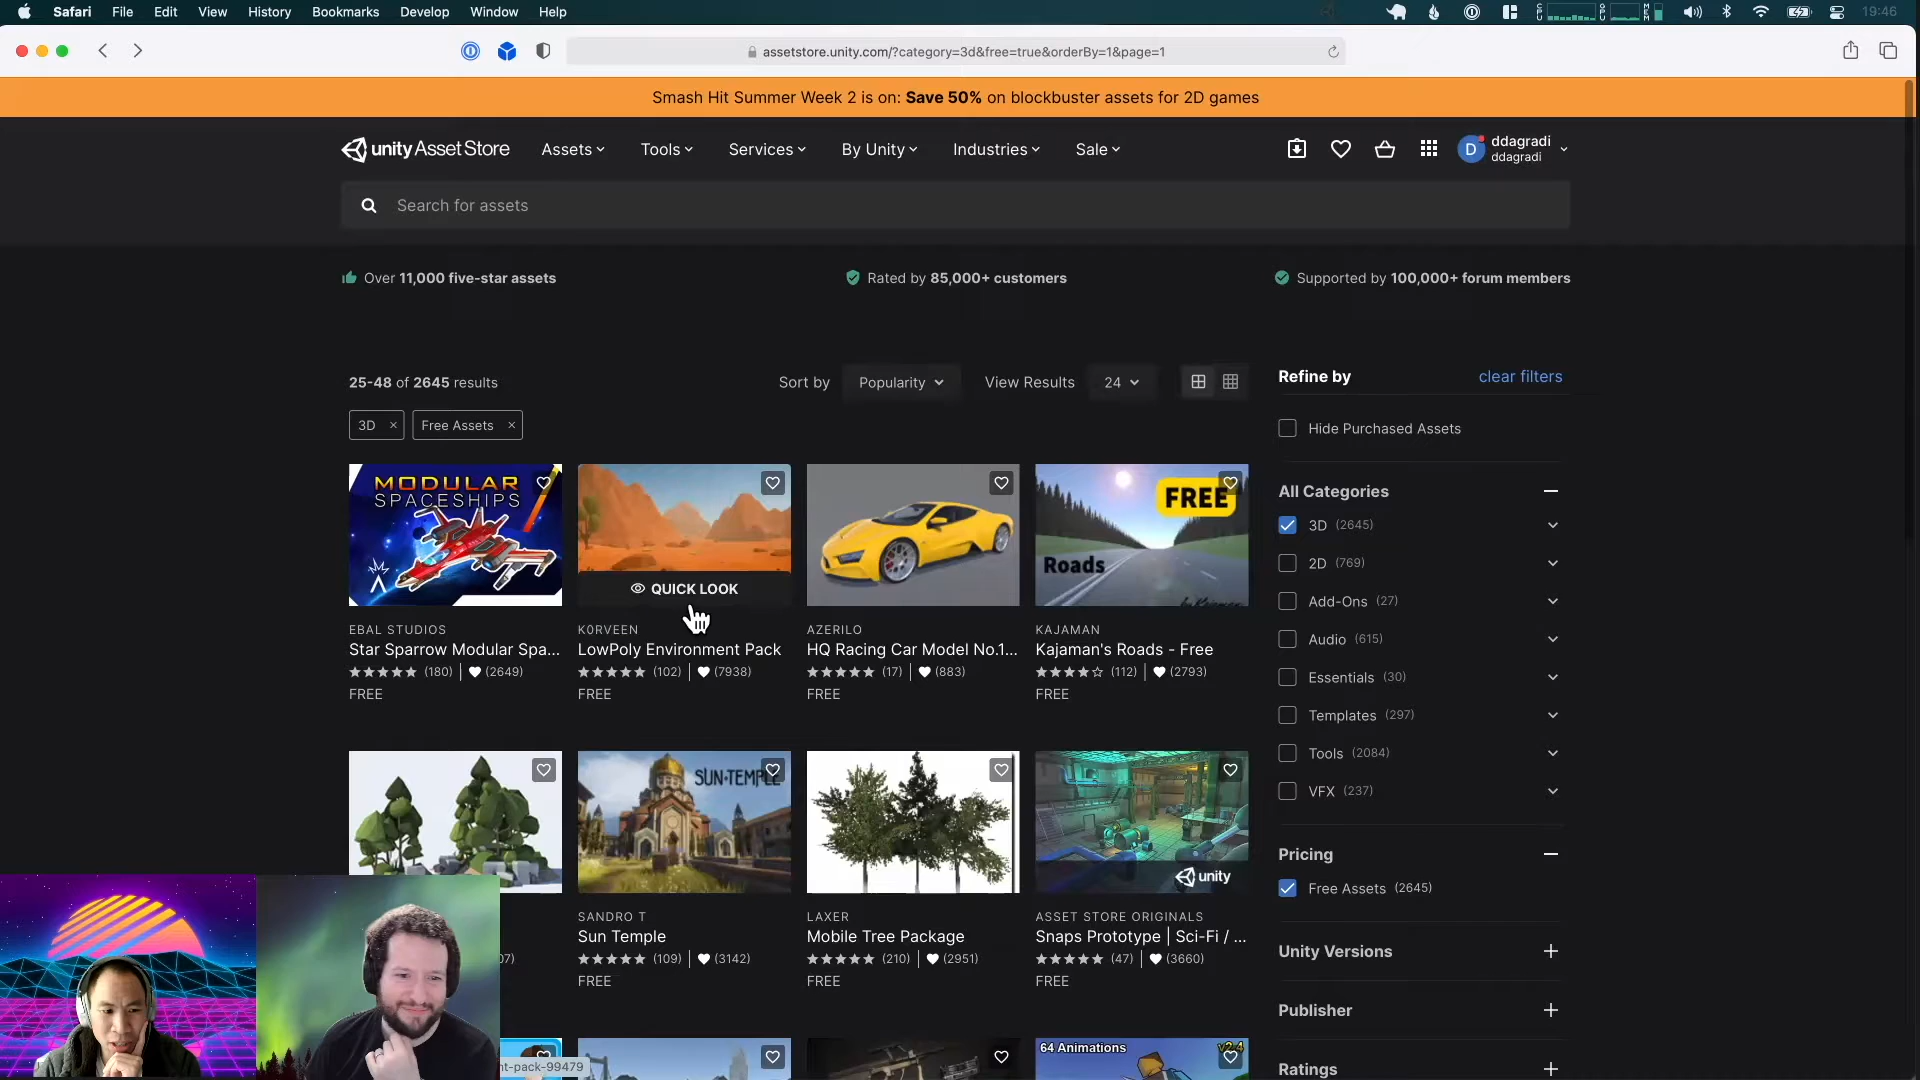 Safari File Edit View History Bookmarks Develop Window Help 19:46
assetstore.unity.com/?category=3d&free=true&orderBy=1&page=1
Smash Hit Summer Week 2 is on: Save 50% on blockbuster assets for 2D games
unity Asset Store Assets Tools Services By Unity Industries Sale D ddagradi
ddagradi
Search for assets
Over 11,000 five-star assets Rated by 85,000+ customers Supported by 100,000+ forum members
25-48 of 2645 results Sort by Popularity View Results 24
3D × Free Assets ×
Refine by clear filters
Hide Purchased Assets
All Categories
3D (2645)
2D (769)
Add-Ons (27)
Audio (615)
Essentials (30)
Templates (297)
Tools (2084)
VFX (237)
Pricing
Free Assets (2645)
Unity Versions
Publisher
Ratings
MODULAR
SPACESHIPS
EBAL STUDIOS
Star Sparrow Modular Spa...
(180) (2649)
FREE
QUICK LOOK
K0RVEEN
LowPoly Environment Pack
(102) (7938)
FREE
AZERILO
HQ Racing Car Model No.1...
(17) (883)
FREE
FREE
Roads
KAJAMAN
Kajaman's Roads - Free
(112) (2793)
FREE
07)
SUN TEMPLE
SANDRO T
Sun Temple
(109) (3142)
FREE
LAXER
Mobile Tree Package
(210) (2951)
FREE
unity
ASSET STORE ORIGINALS
Snaps Prototype | Sci-Fi / ...
(47) (3660)
FREE
64 Animations v2.4
nt-pack-99479